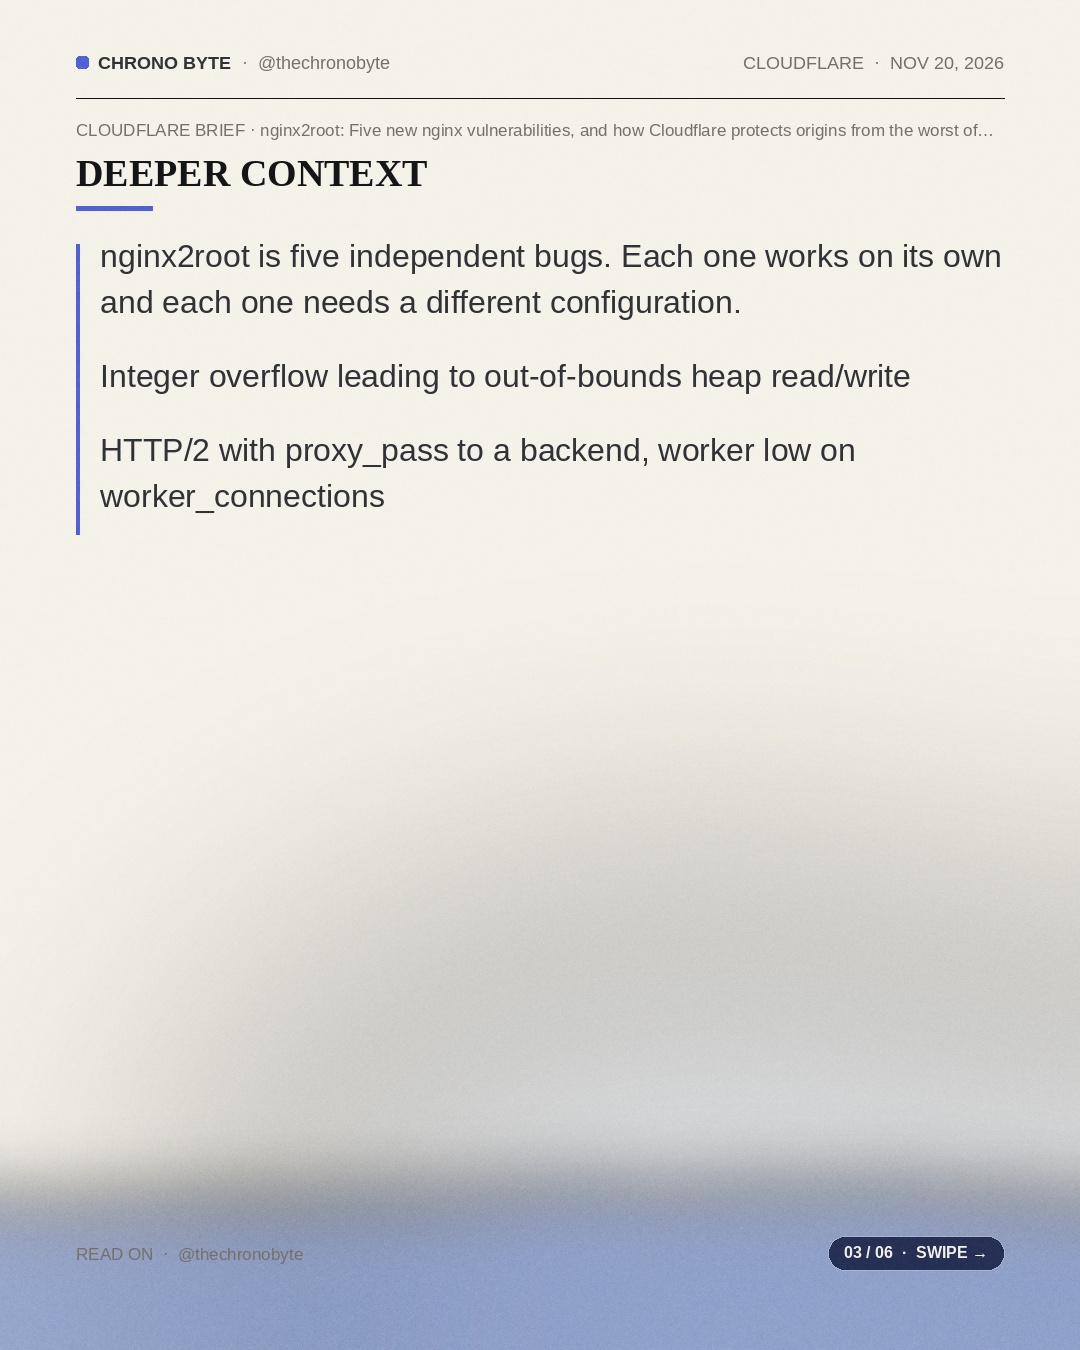 CHRONO BYTE · @thechronobyte
CLOUDFLARE · NOV 20, 2026
CLOUDFLARE BRIEF · nginx2root: Five new nginx vulnerabilities, and how Cloudflare protects origins from the worst of…
DEEPER CONTEXT
nginx2root is five independent bugs. Each one works on its own
and each one needs a different configuration.
Integer overflow leading to out-of-bounds heap read/write
HTTP/2 with proxy_pass to a backend, worker low on
worker_connections
READ ON · @thechronobyte
03 / 06 · SWIPE →